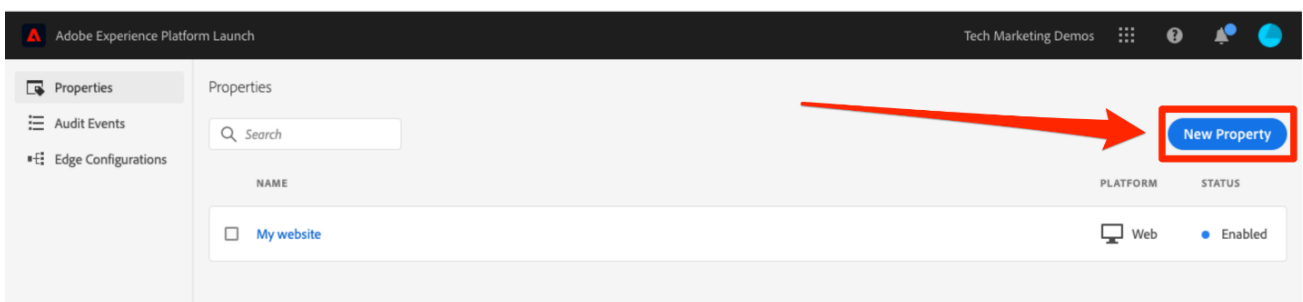 Adobe Experience Platform Launch
Tech Marketing Demos
Properties
Audit Events
Edge Configurations
Properties
Search
New Property
NAME PLATFORM STATUS
My website Web Enabled